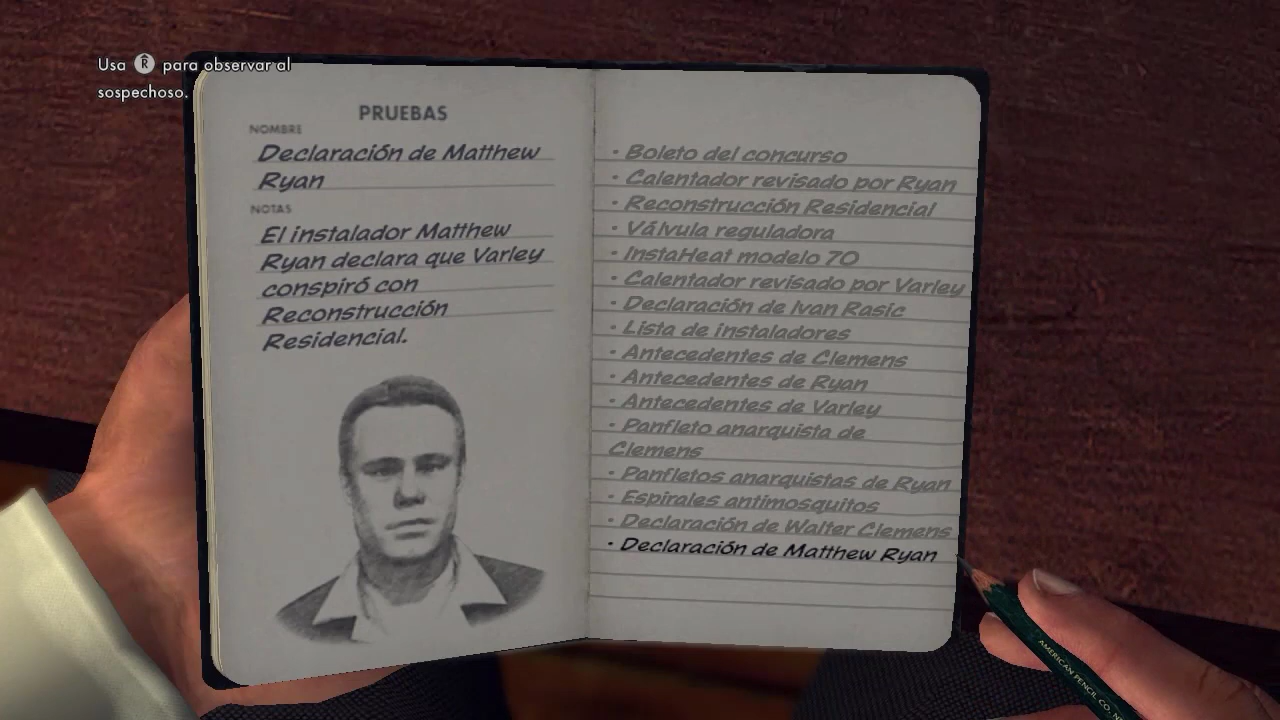 Usa R para observar al
sospechoso.
PRUEBAS
NOMBRE
Declaración de Matthew
Ryan
NOTAS
El instalador Matthew
Ryan declara que Varley
conspiró con
Reconstrucción
Residencial.
· Boleto del concurso
· Calentador revisado por Ryan
· Reconstrucción Residencial
· Válvula reguladora
· InstaHeat modelo 70
· Calentador revisado por Varley
· Declaración de Ivan Rasic
· Lista de instaladores
· Antecedentes de Clemens
· Antecedentes de Ryan
· Antecedentes de Varley
· Panfleto anarquista de
Clemens
· Panfletos anarquistas de Ryan
· Espirales antimosquitos
· Declaración de Walter Clemens
· Declaración de Matthew Ryan
AMERICAN PENCIL CO.